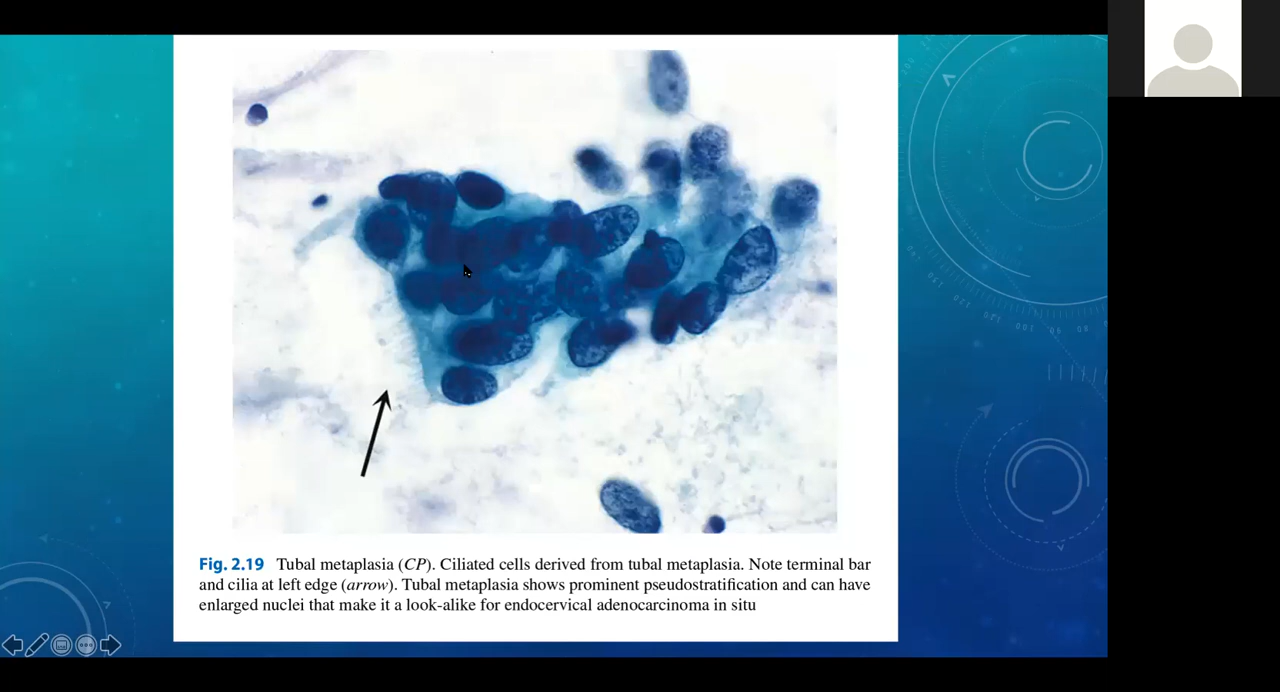 Fig. 2.19 Tubal metaplasia (CP). Ciliated cells derived from tubal metaplasia. Note terminal bar
and cilia at left edge (arrow). Tubal metaplasia shows prominent pseudostratification and can have
enlarged nuclei that make it a look-alike for endocervical adenocarcinoma in situ